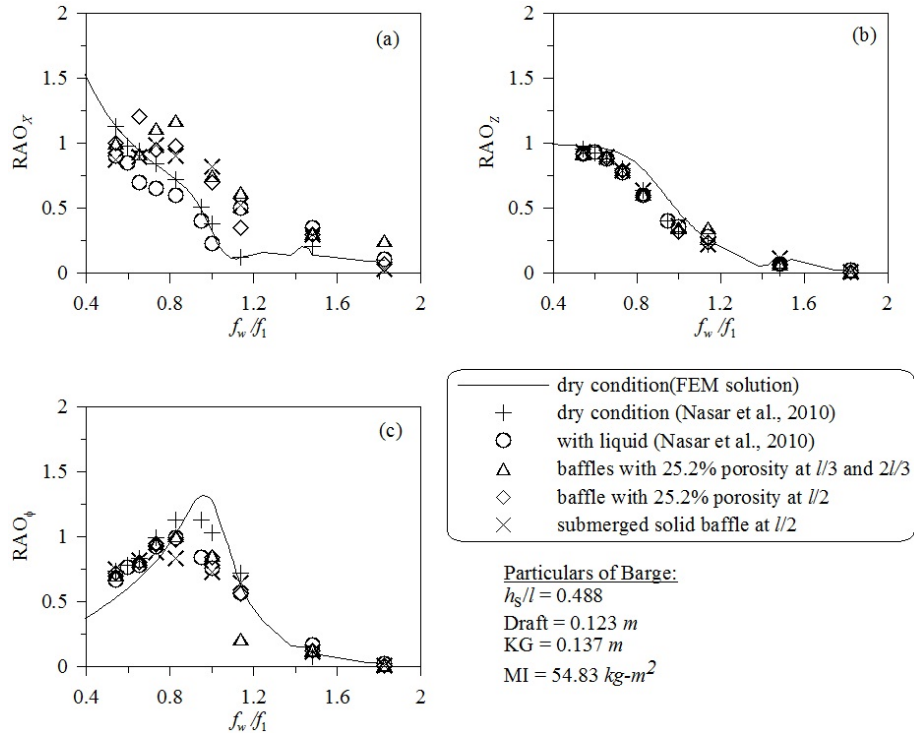 2
(a)
1.5
RAO_X
1
0.5
0
0.4 0.8 1.2 1.6 2
f_w/f_1
2
(b)
1.5
RAO_Z
1
0.5
0
0.4 0.8 1.2 1.6 2
f_w/f_1
2
(c)
1.5
RAO_ϕ
1
0.5
0
0.4 0.8 1.2 1.6 2
f_w/f_1
dry condition(FEM solution)
dry condition (Nasar et al., 2010)
with liquid (Nasar et al., 2010)
baffles with 25.2% porosity at l/3 and 2l/3
baffle with 25.2% porosity at l/2
submerged solid baffle at l/2
Particulars of Barge:
h_s/l = 0.488
Draft = 0.123 m
KG = 0.137 m
MI = 54.83 kg-m²